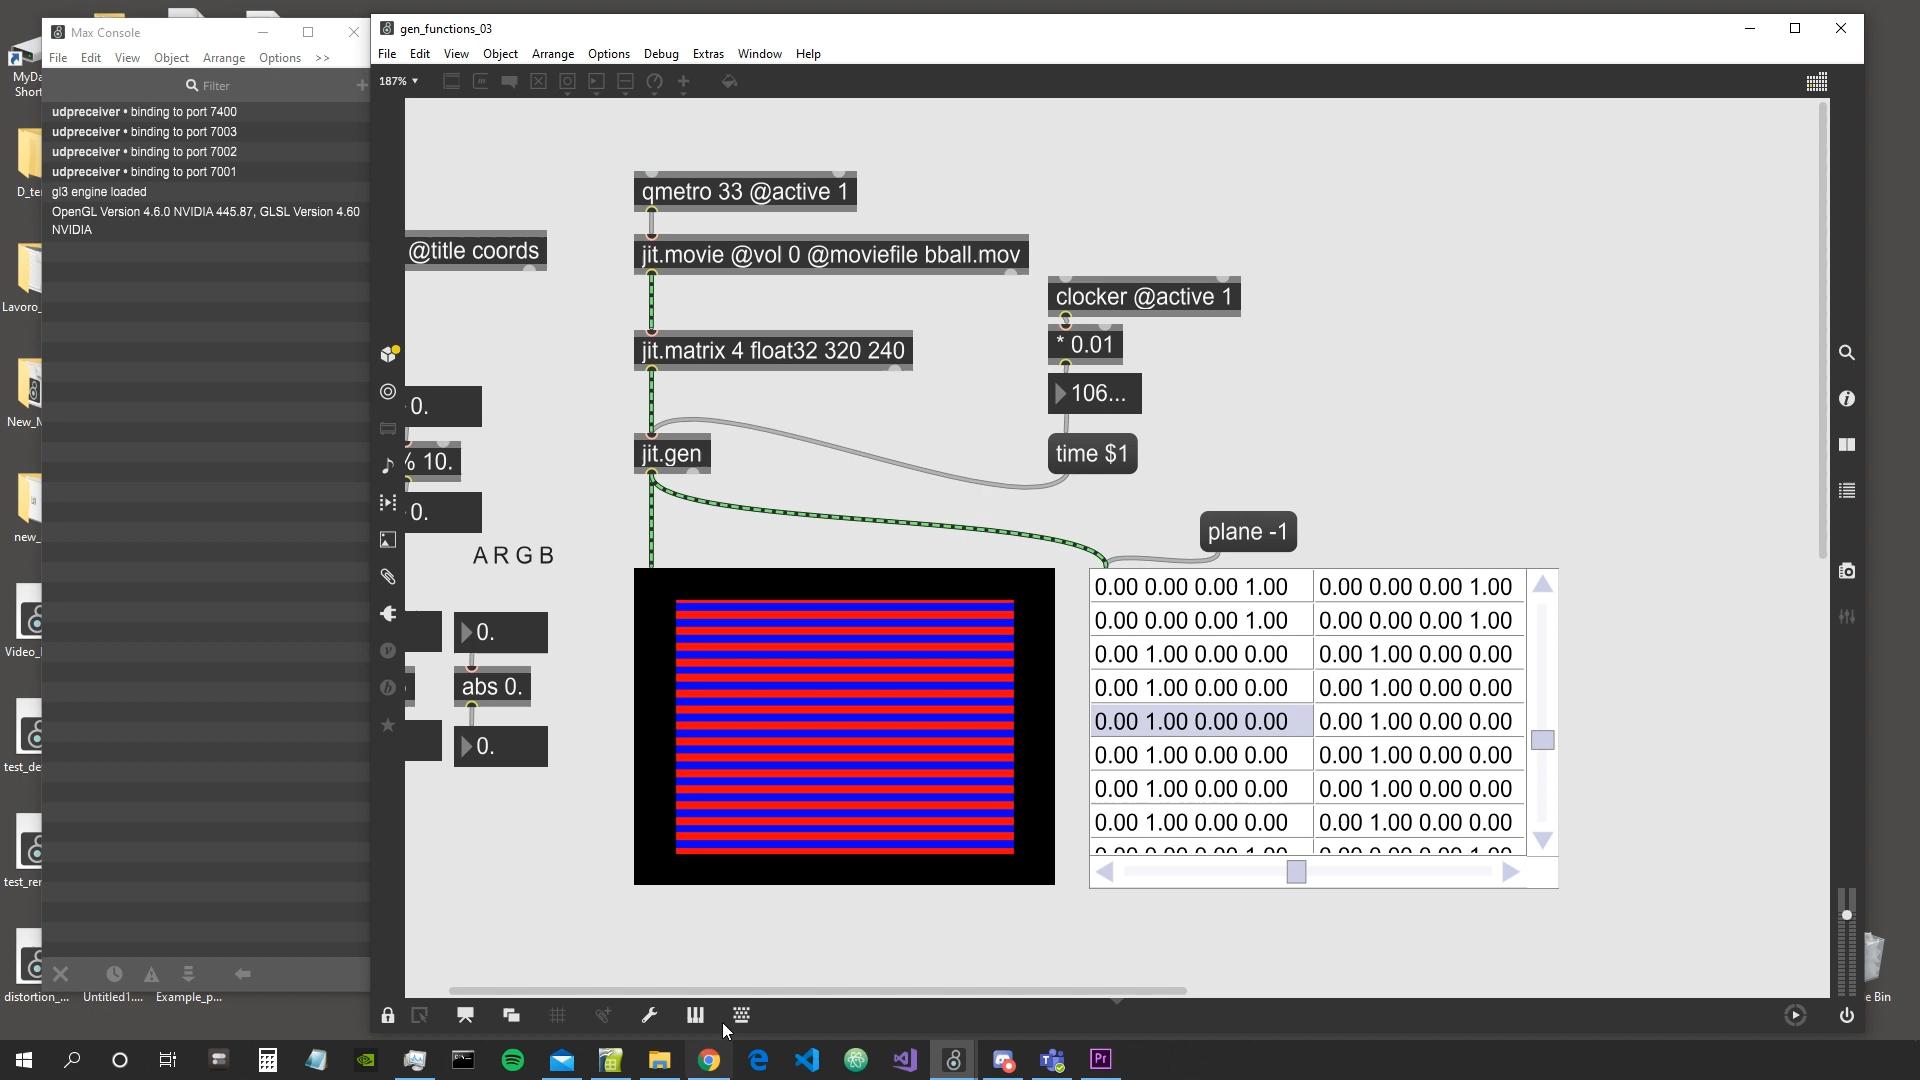 Max Console
File Edit View Object Arrange Options >>
Filter
udpreceiver • binding to port 7400
udpreceiver • binding to port 7003
udpreceiver • binding to port 7002
udpreceiver • binding to port 7001
gl3 engine loaded
OpenGL Version 4.6.0 NVIDIA 445.87, GLSL Version 4.60
NVIDIA
MyDa
Short
D_te
Lavoro_
New_N
new_
Video_
test_de
test_rer
distortion_... Untitled1.... Example_p...
gen_functions_03
File Edit View Object Arrange Options Debug Extras Window Help
187%
@title coords
0.
% 10.
0.
A R G B
0.
abs 0.
0.
qmetro 33 @active 1
jit.movie @vol 0 @moviefile bball.mov
jit.matrix 4 float32 320 240
jit.gen
clocker @active 1
* 0.01
106...
time $1
plane -1
0.00 0.00 0.00 1.00 0.00 0.00 0.00 1.00
0.00 0.00 0.00 1.00 0.00 0.00 0.00 1.00
0.00 1.00 0.00 0.00 0.00 1.00 0.00 0.00
0.00 1.00 0.00 0.00 0.00 1.00 0.00 0.00
0.00 1.00 0.00 0.00 0.00 1.00 0.00 0.00
0.00 1.00 0.00 0.00 0.00 1.00 0.00 0.00
0.00 1.00 0.00 0.00 0.00 1.00 0.00 0.00
0.00 1.00 0.00 0.00 0.00 1.00 0.00 0.00
e Bin
Pr